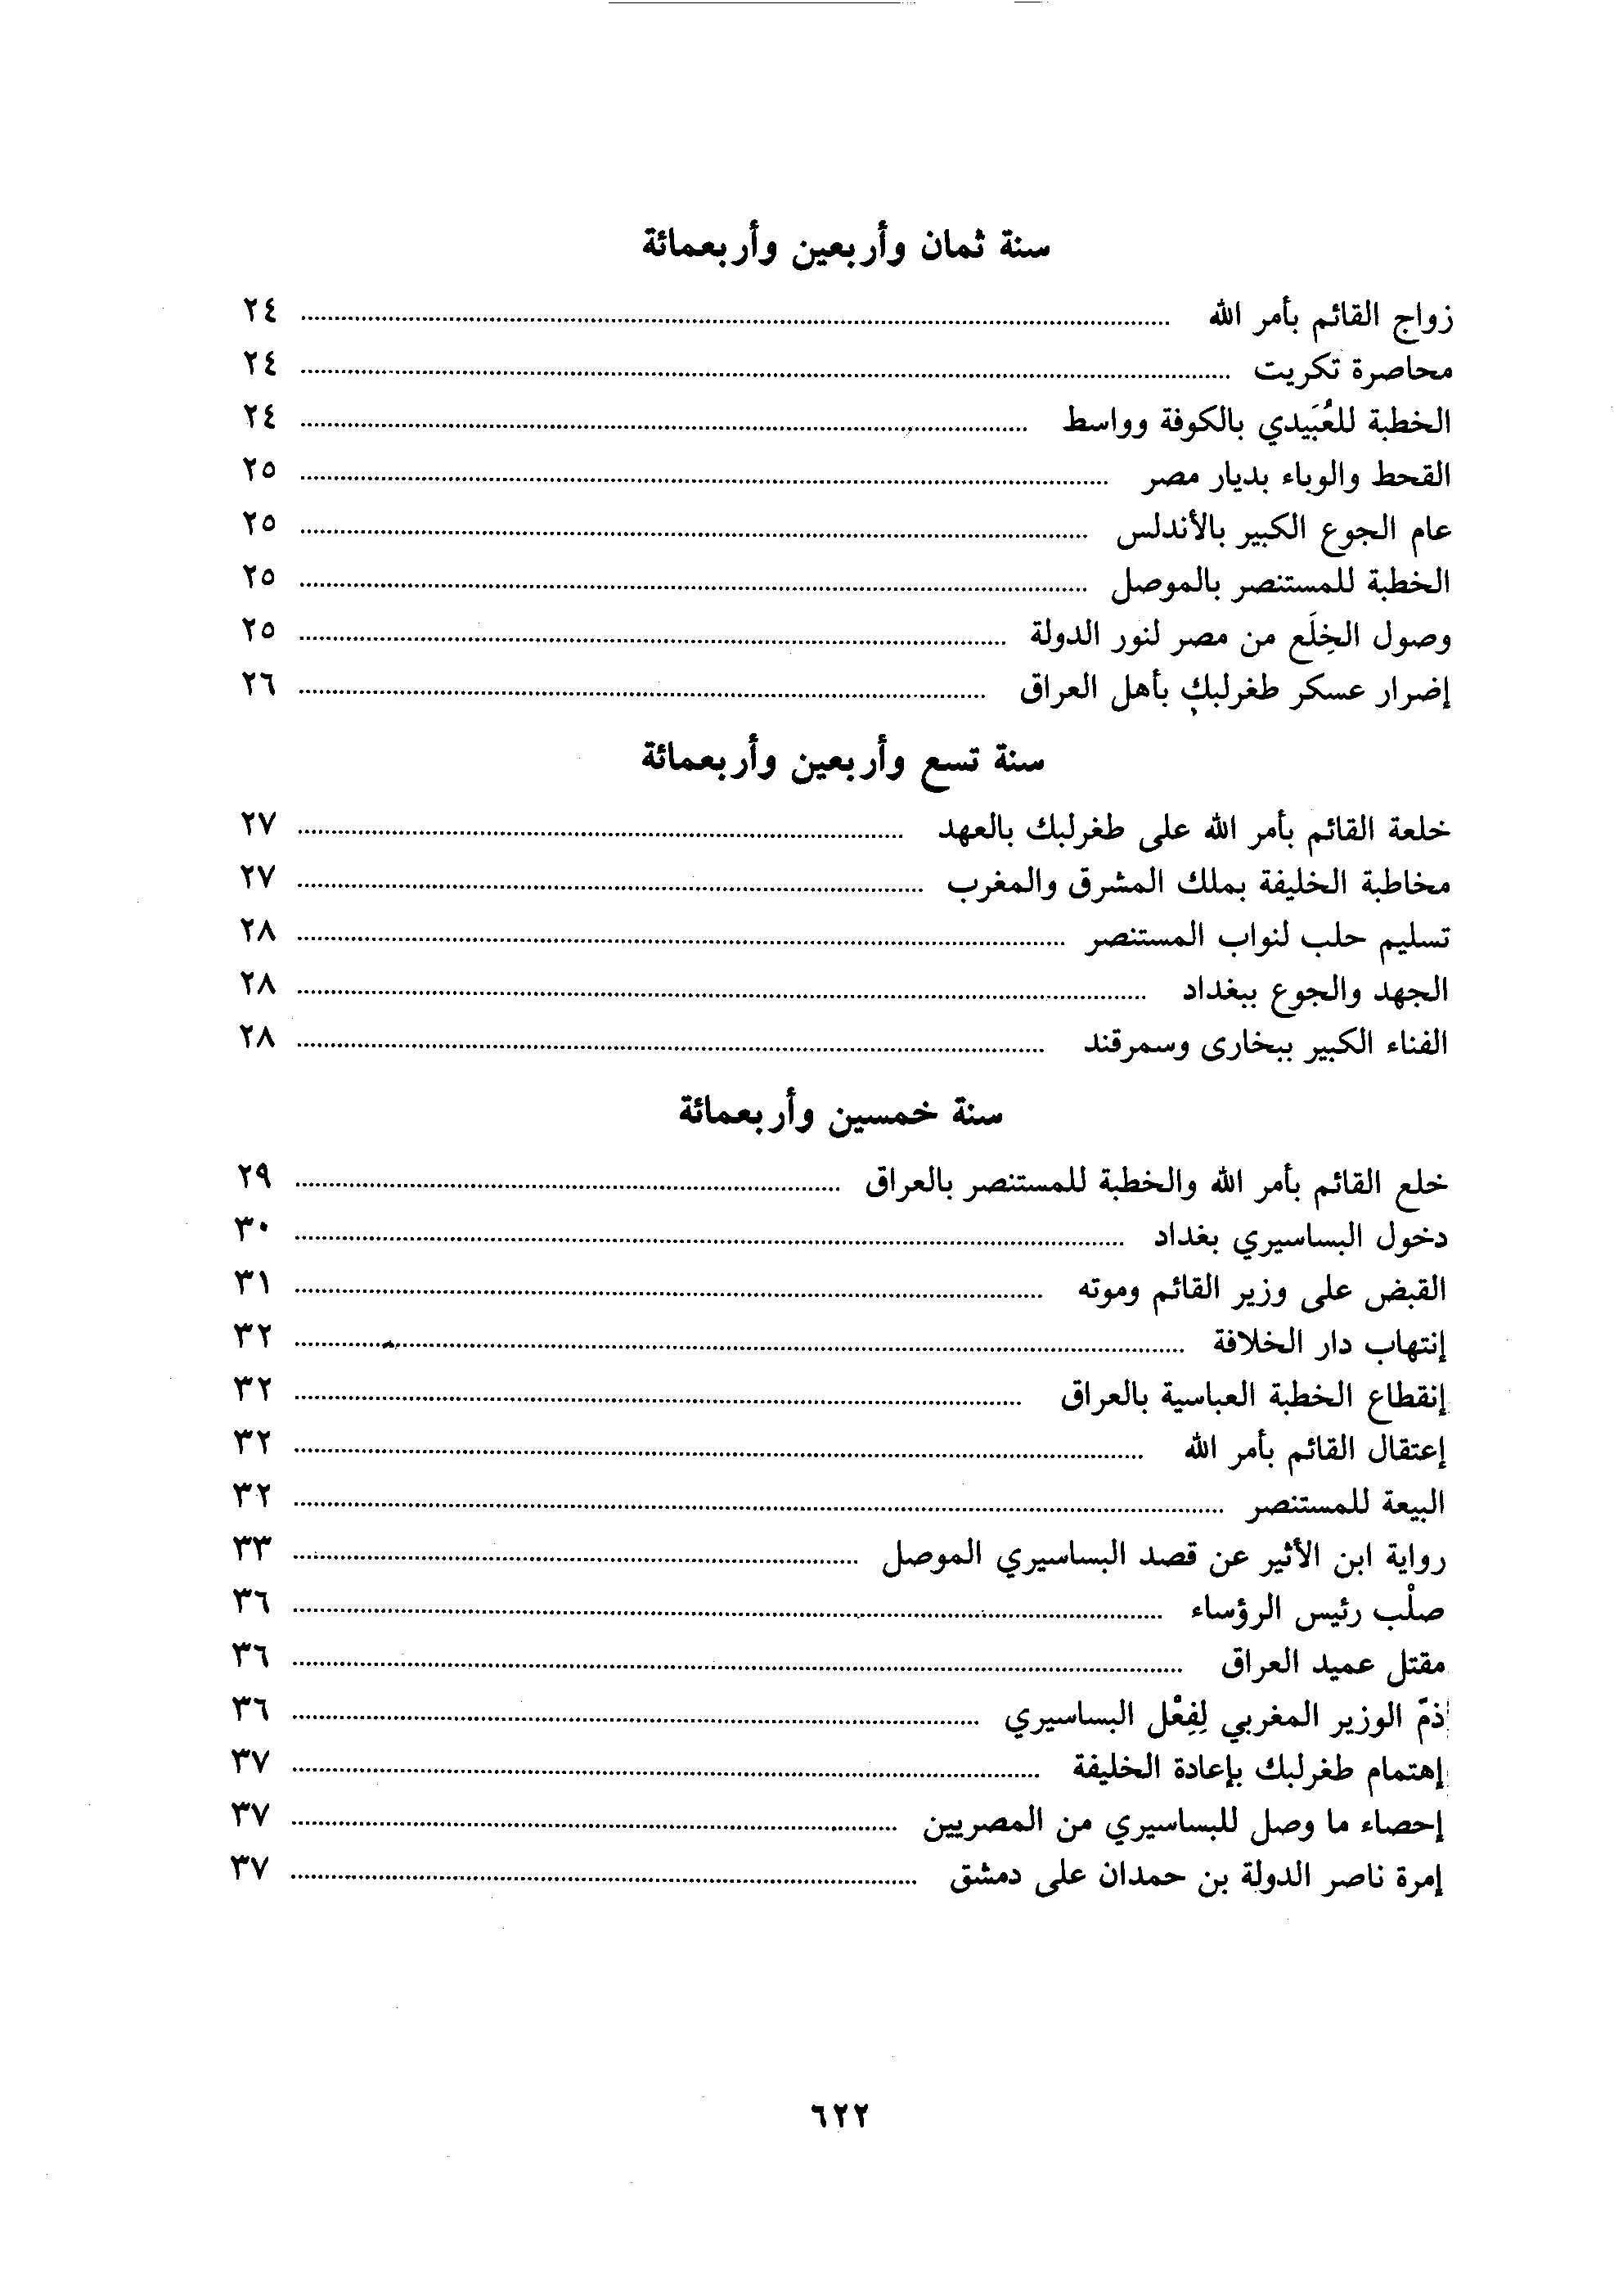 سنة ثمان وأربعين وأربعمائة
زواج القائم بأمر الله ........ ٢٤
محاصرة تكريت ........ ٢٤
الخطبة للعُبَيدي بالكوفة وواسط ........ ٢٤
القحط والوباء بديار مصر ........ ٢٥
عام الجوع الكبير بالأندلس ........ ٢٥
الخطبة للمستنصر بالموصل ........ ٢٥
وصول الخِلَع من مصر لنور الدولة ........ ٢٥
إضرار عسكر طغرلبك بأهل العراق ........ ٢٦
سنة تسع وأربعين وأربعمائة
خلعة القائم بأمر الله على طغرلبك بالعهد ........ ٢٧
مخاطبة الخليفة بملك المشرق والمغرب ........ ٢٧
تسليم حلب لنواب المستنصر ........ ٢٨
الجهد والجوع ببغداد ........ ٢٨
الفناء الكبير ببخارى وسمرقند ........ ٢٨
سنة خمسين وأربعمائة
خلع القائم بأمر الله والخطبة للمستنصر بالعراق ........ ٢٩
دخول البساسيري بغداد ........ ٣٠
القبض على وزير القائم وموته ........ ٣١
إنتهاب دار الخلافة ........ ٣٢
إنقطاع الخطبة العباسية بالعراق ........ ٣٢
إعتقال القائم بأمر الله ........ ٣٢
البيعة للمستنصر ........ ٣٢
رواية ابن الأثير عن قصد البساسيري الموصل ........ ٣٣
صلْب رئيس الرؤساء ........ ٣٦
مقتل عميد العراق ........ ٣٦
ذمّ الوزير المغربي لِفِعْل البساسيري ........ ٣٦
إهتمام طغرلبك بإعادة الخليفة ........ ٣٧
إحصاء ما وصل للبساسيري من المصريين ........ ٣٧
إمرة ناصر الدولة بن حمدان على دمشق ........ ٣٧
٦٢٢